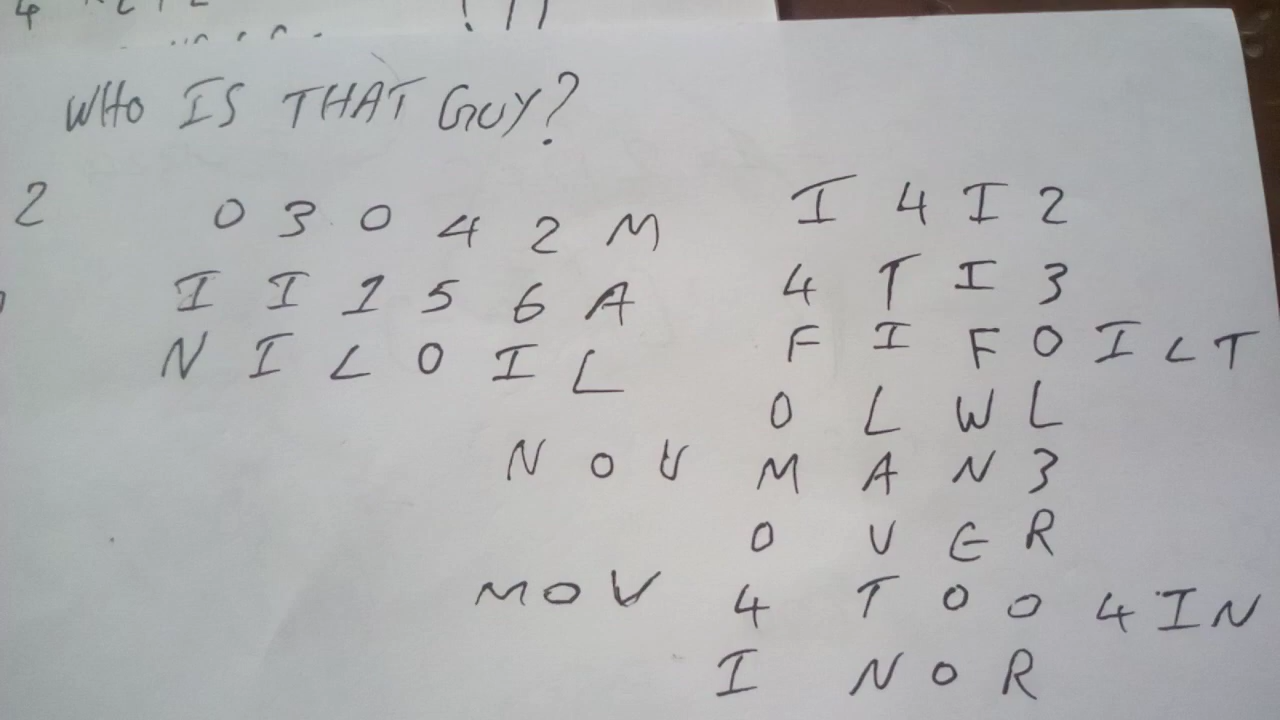 WHO IS THAT GUY?
2
0 3 0 4 2 M
I I 1 5 6 A
N I L O I L
I 4 I 2
4 T I 3
F I F O I L T
O L W L
N O V M A N 3
O V E R
M O V 4 T O O 4 I N
I N O R